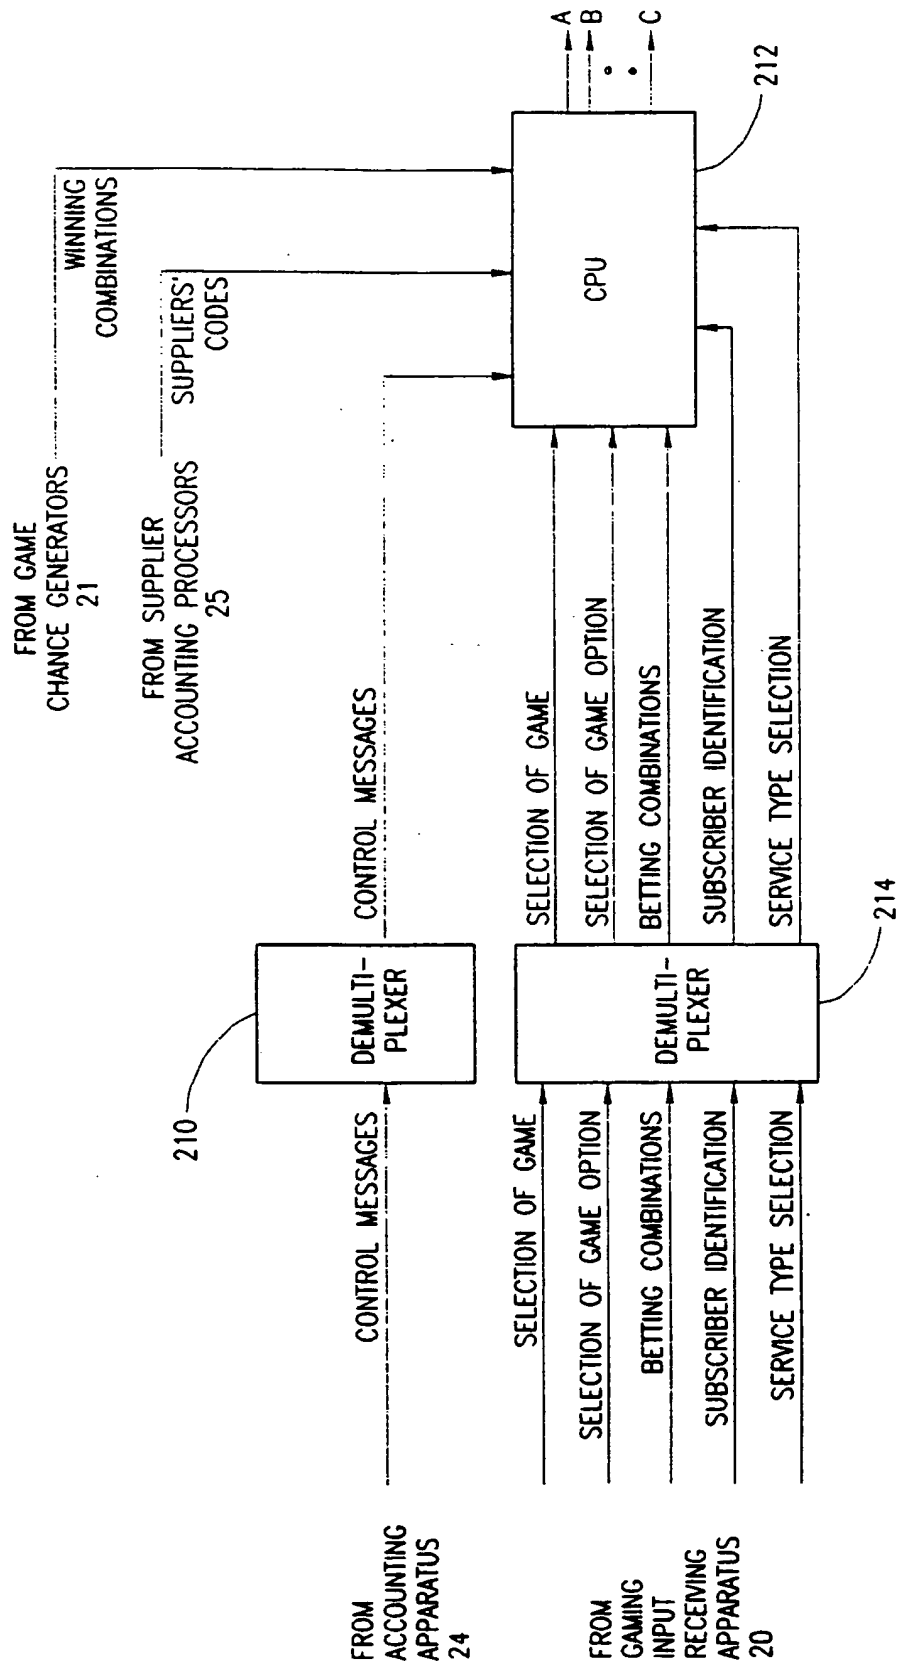 FROM GAME
CHANCE GENERATORS
21
WINNING
COMBINATIONS
FROM SUPPLIER
ACCOUNTING PROCESSORS
25
SUPPLIERS'
CODES
FROM
ACCOUNTING
APPARATUS
24
CONTROL MESSAGES
210
DEMULTI-
PLEXER
CONTROL MESSAGES
FROM
GAMING
INPUT
RECEIVING
APPARATUS
20
SELECTION OF GAME
SELECTION OF GAME OPTION
BETTING COMBINATIONS
SUBSCRIBER IDENTIFICATION
SERVICE TYPE SELECTION
DEMULTI-
PLEXER
214
SELECTION OF GAME
SELECTION OF GAME OPTION
BETTING COMBINATIONS
SUBSCRIBER IDENTIFICATION
SERVICE TYPE SELECTION
CPU
212
A
B
C